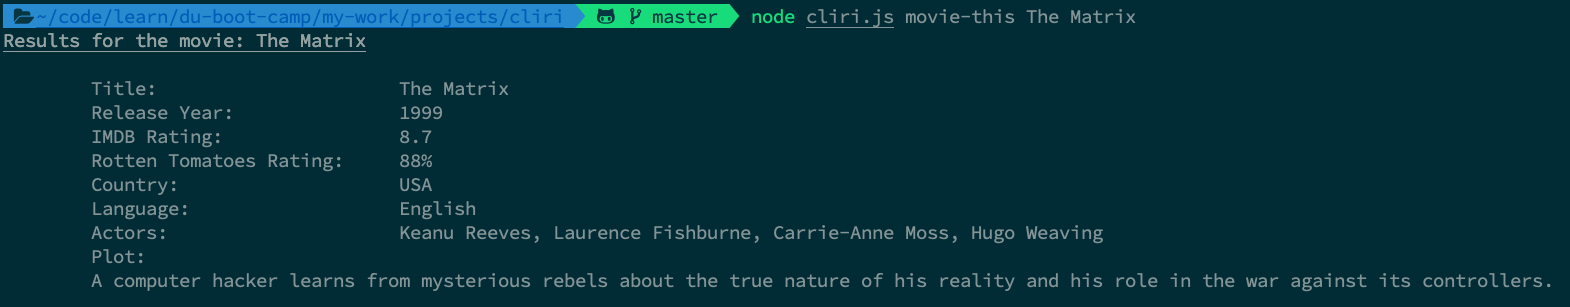 ~/code/learn/du-boot-camp/my-work/projects/cliri master node cliri.js movie-this The Matrix
Results for the movie: The Matrix
Title: The Matrix
Release Year: 1999
IMDB Rating: 8.7
Rotten Tomatoes Rating: 88%
Country: USA
Language: English
Actors: Keanu Reeves, Laurence Fishburne, Carrie-Anne Moss, Hugo Weaving
Plot:
A computer hacker learns from mysterious rebels about the true nature of his reality and his role in the war against its controllers.